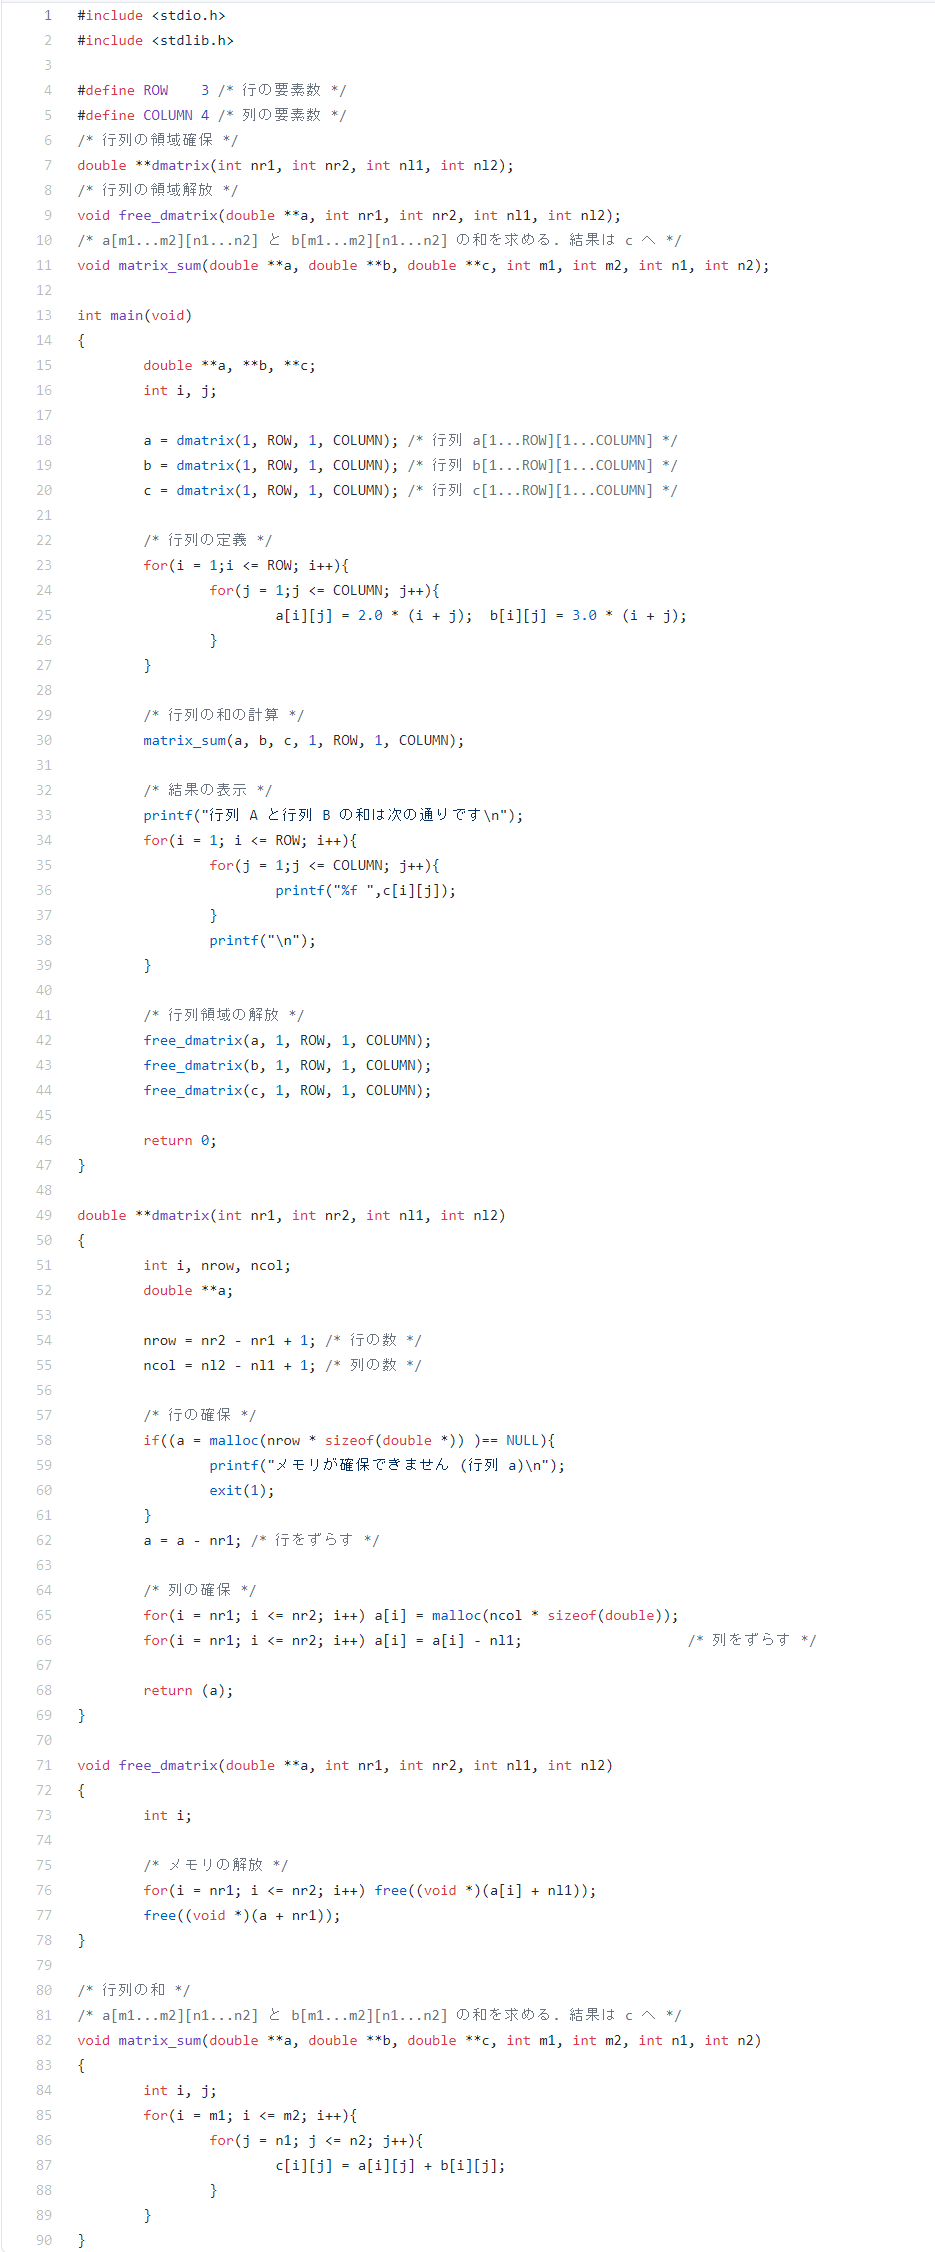 1 #include <stdio.h>
2 #include <stdlib.h>
3
4 #define ROW    3 /* 行の要素数 */
5 #define COLUMN 4 /* 列の要素数 */
6 /* 行列の領域確保 */
7 double **dmatrix(int nr1, int nr2, int nl1, int nl2);
8 /* 行列の領域解放 */
9 void free_dmatrix(double **a, int nr1, int nr2, int nl1, int nl2);
10 /* a[m1...m2][n1...n2] と b[m1...m2][n1...n2] の和を求める. 結果は c へ */
11 void matrix_sum(double **a, double **b, double **c, int m1, int m2, int n1, int n2);
12
13 int main(void)
14 {
15         double **a, **b, **c;
16         int i, j;
17
18         a = dmatrix(1, ROW, 1, COLUMN); /* 行列 a[1...ROW][1...COLUMN] */
19         b = dmatrix(1, ROW, 1, COLUMN); /* 行列 b[1...ROW][1...COLUMN] */
20         c = dmatrix(1, ROW, 1, COLUMN); /* 行列 c[1...ROW][1...COLUMN] */
21
22         /* 行列の定義 */
23         for(i = 1;i <= ROW; i++){
24                 for(j = 1;j <= COLUMN; j++){
25                         a[i][j] = 2.0 * (i + j);  b[i][j] = 3.0 * (i + j);
26                 }
27         }
28
29         /* 行列の和の計算 */
30         matrix_sum(a, b, c, 1, ROW, 1, COLUMN);
31
32         /* 結果の表示 */
33         printf("行列 A と行列 B の和は次の通りです\n");
34         for(i = 1; i <= ROW; i++){
35                 for(j = 1;j <= COLUMN; j++){
36                         printf("%f ",c[i][j]);
37                 }
38                 printf("\n");
39         }
40
41         /* 行列領域の解放 */
42         free_dmatrix(a, 1, ROW, 1, COLUMN);
43         free_dmatrix(b, 1, ROW, 1, COLUMN);
44         free_dmatrix(c, 1, ROW, 1, COLUMN);
45
46         return 0;
47 }
48
49 double **dmatrix(int nr1, int nr2, int nl1, int nl2)
50 {
51         int i, nrow, ncol;
52         double **a;
53
54         nrow = nr2 - nr1 + 1; /* 行の数 */
55         ncol = nl2 - nl1 + 1; /* 列の数 */
56
57         /* 行の確保 */
58         if((a = malloc(nrow * sizeof(double *)) )== NULL){
59                 printf("メモリが確保できません (行列 a)\n");
60                 exit(1);
61         }
62         a = a - nr1; /* 行をずらす */
63
64         /* 列の確保 */
65         for(i = nr1; i <= nr2; i++) a[i] = malloc(ncol * sizeof(double));
66         for(i = nr1; i <= nr2; i++) a[i] = a[i] - nl1;                    /* 列をずらす */
67
68         return (a);
69 }
70
71 void free_dmatrix(double **a, int nr1, int nr2, int nl1, int nl2)
72 {
73         int i;
74
75         /* メモリの解放 */
76         for(i = nr1; i <= nr2; i++) free((void *)(a[i] + nl1));
77         free((void *)(a + nr1));
78 }
79
80 /* 行列の和 */
81 /* a[m1...m2][n1...n2] と b[m1...m2][n1...n2] の和を求める. 結果は c へ */
82 void matrix_sum(double **a, double **b, double **c, int m1, int m2, int n1, int n2)
83 {
84         int i, j;
85         for(i = m1; i <= m2; i++){
86                 for(j = n1; j <= n2; j++){
87                         c[i][j] = a[i][j] + b[i][j];
88                 }
89         }
90 }